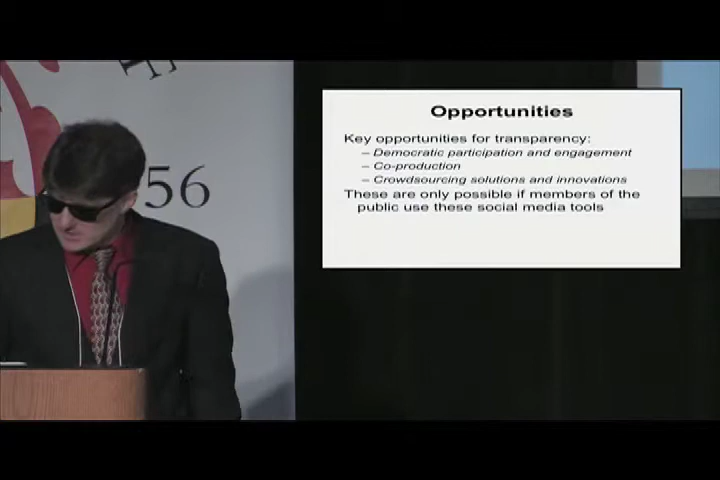 56
Opportunities
Key opportunities for transparency:
– Democratic participation and engagement
– Co-production
– Crowdsourcing solutions and innovations
These are only possible if members of the
public use these social media tools